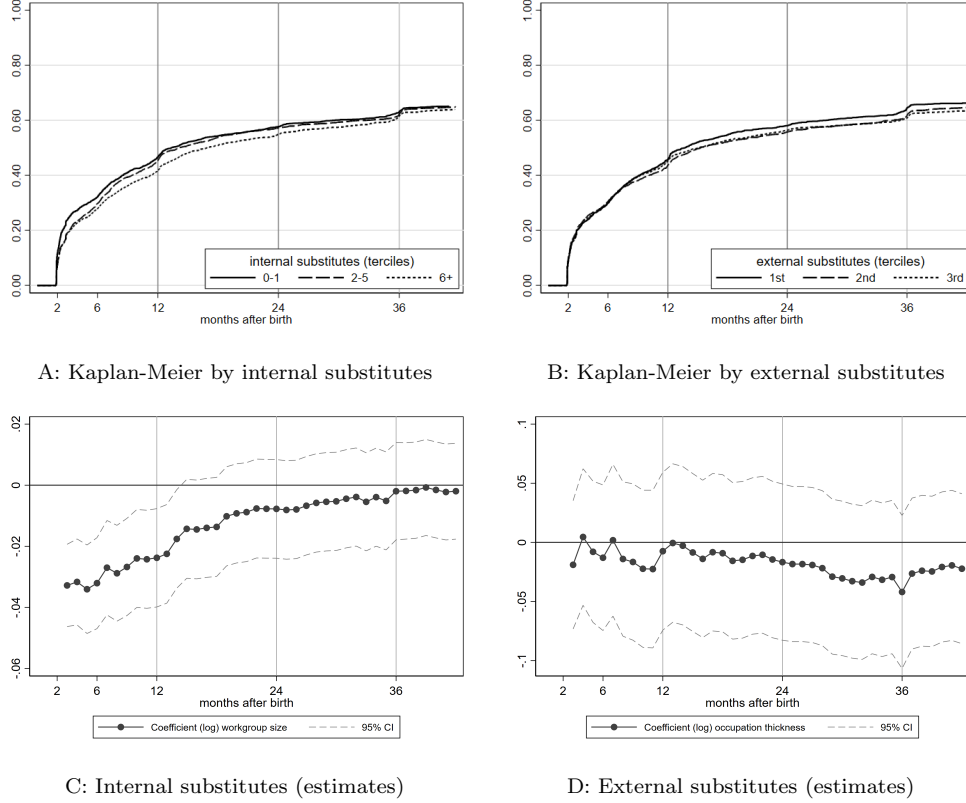 1.00
0.80
0.60
0.40
0.20
0.00
internal substitutes (terciles)
0-1 2-5 6+
2 6 12 24 36
months after birth
A: Kaplan-Meier by internal substitutes
1.00
0.80
0.60
0.40
0.20
0.00
external substitutes (terciles)
1st 2nd 3rd
2 6 12 24 36
months after birth
B: Kaplan-Meier by external substitutes
.02
0
-.02
-.04
-.06
2 6 12 24 36
months after birth
Coefficient (log) workgroup size 95% CI
C: Internal substitutes (estimates)
.1
.05
0
-.05
-.1
2 6 12 24 36
months after birth
Coefficient (log) occupation thickness 95% CI
D: External substitutes (estimates)